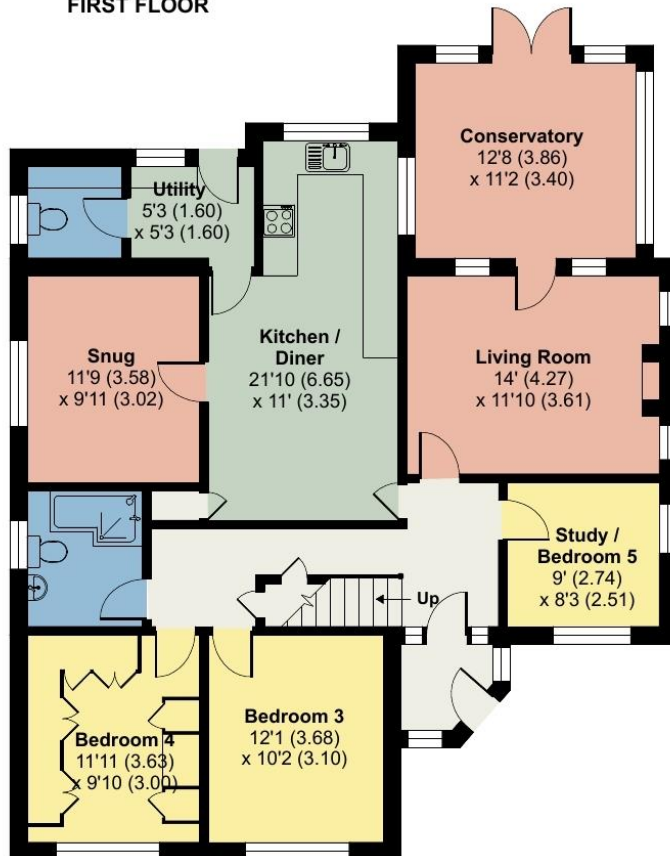 FIRST FLOOR
Conservatory
12'8 (3.86)
x 11'2 (3.40)
Utility
5'3 (1.60)
x 5'3 (1.60)
Kitchen /
Diner
21'10 (6.65)
x 11' (3.35)
Snug
11'9 (3.58)
x 9'11 (3.02)
Living Room
14' (4.27)
x 11'10 (3.61)
Study /
Bedroom 5
9' (2.74)
x 8'3 (2.51)
Up
Bedroom 4
11'11 (3.63)
x 9'10 (3.00)
Bedroom 3
12'1 (3.68)
x 10'2 (3.10)